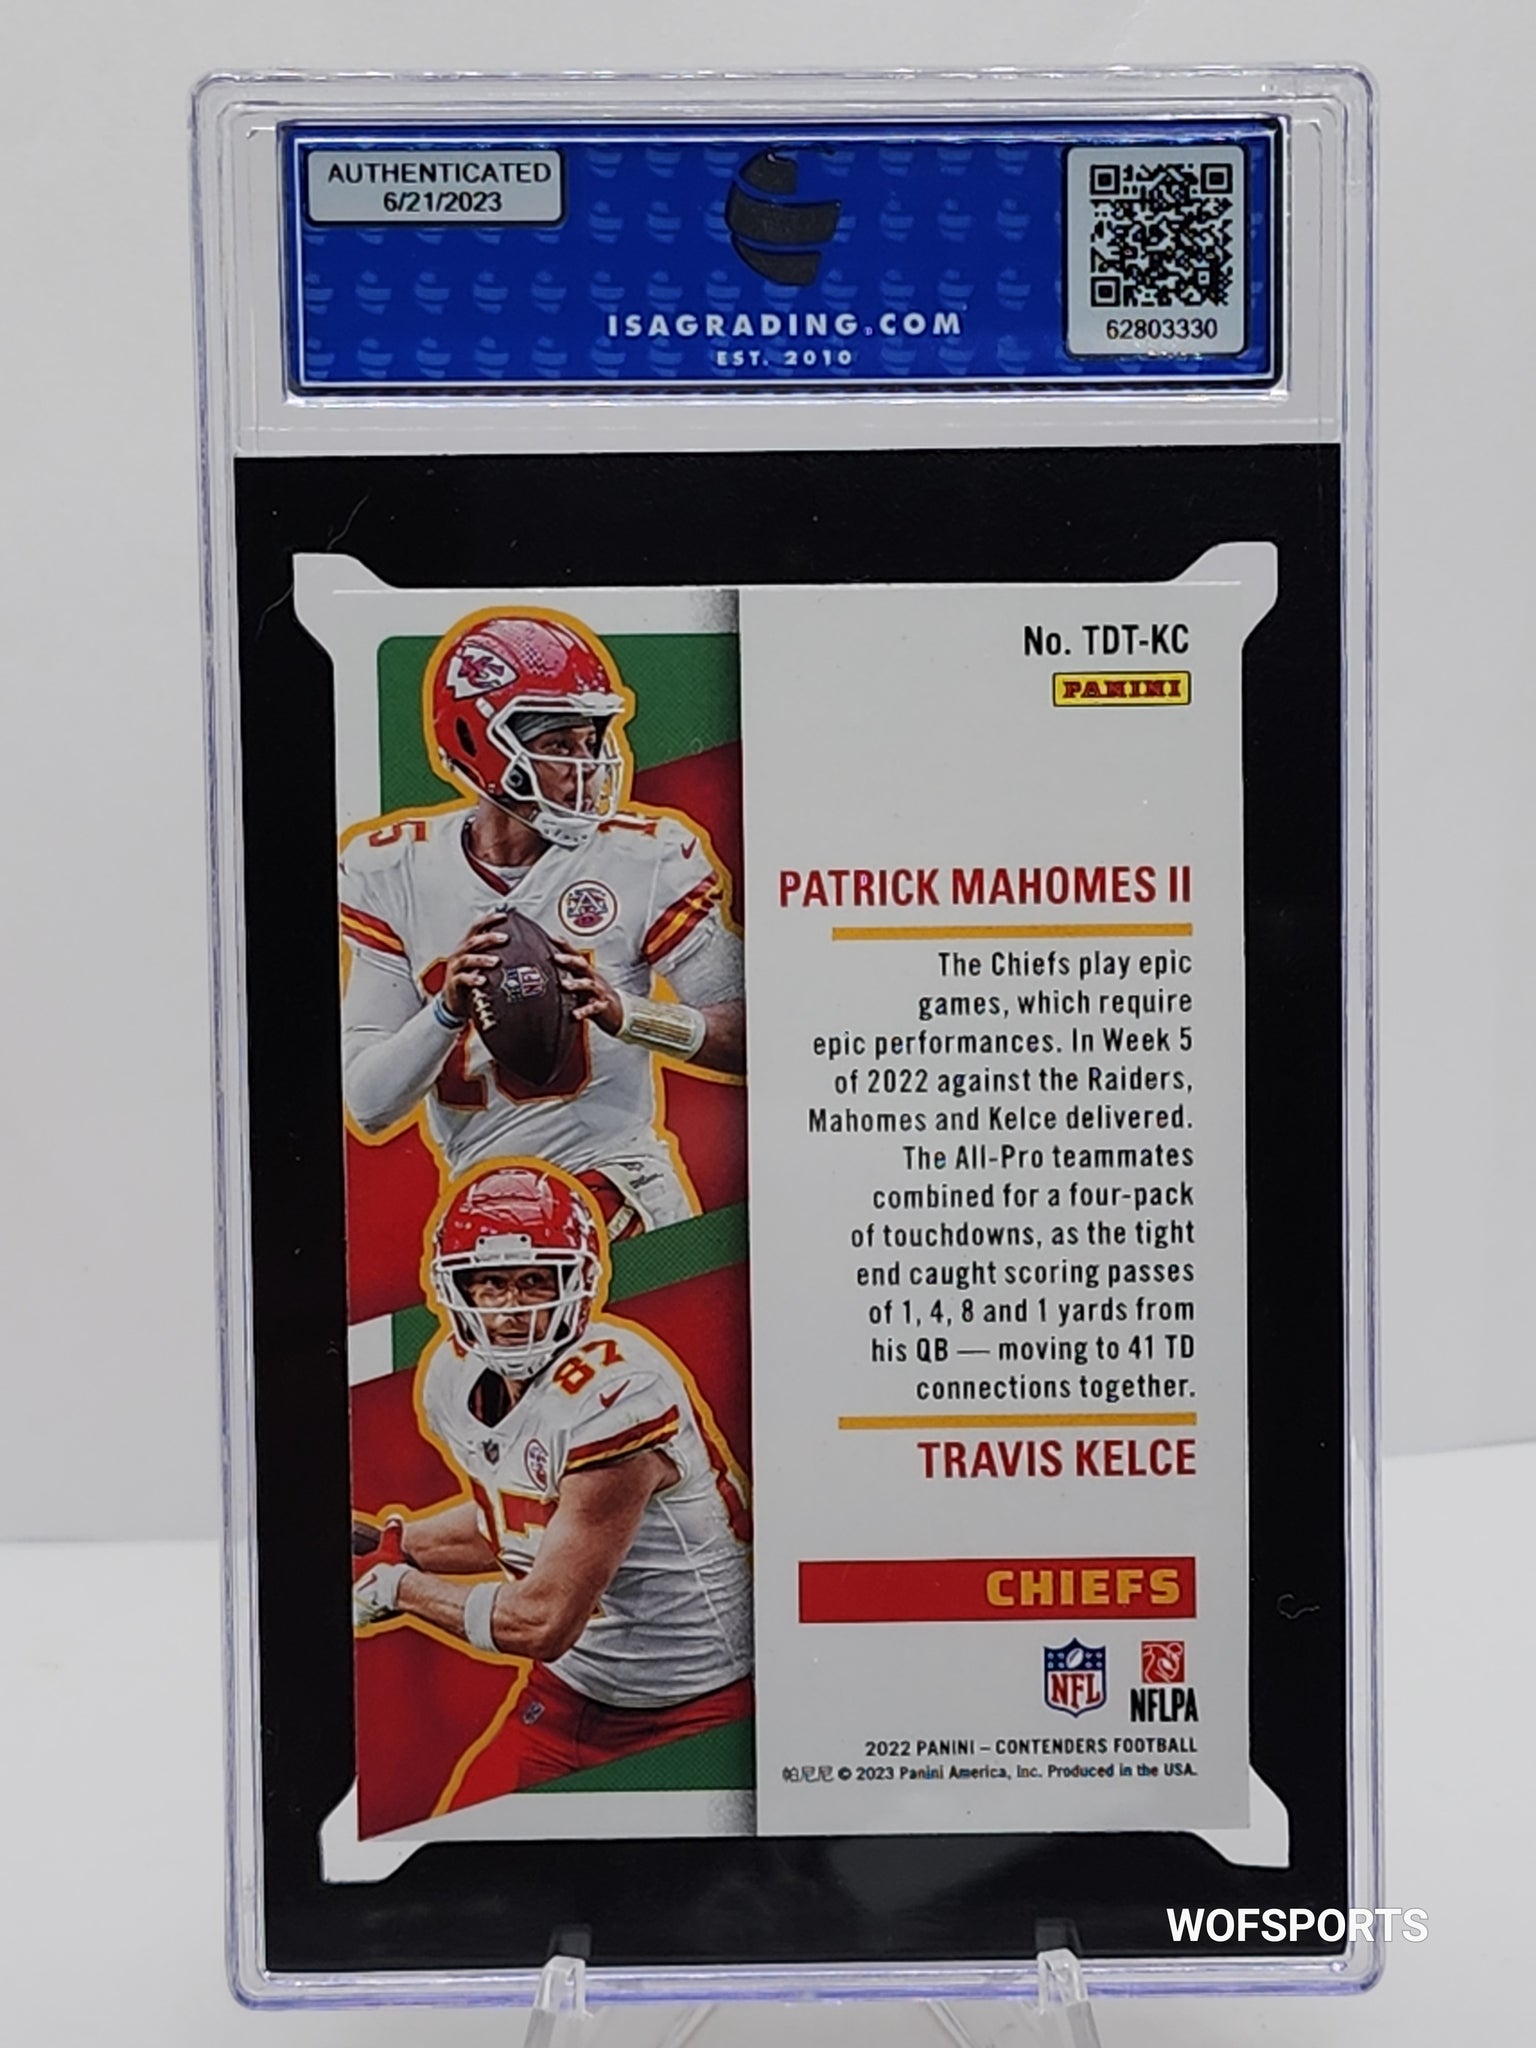 AUTHENTICATED
6/21/2023
ISAGRADING.COM
EST. 2010
62803330
No. TDT-KC
PANINI
PATRICK MAHOMES II
The Chiefs play epic
games, which require
epic performances. In Week 5
of 2022 against the Raiders,
Mahomes and Kelce delivered.
The All-Pro teammates
combined for a four-pack
of touchdowns, as the tight
end caught scoring passes
of 1, 4, 8 and 1 yards from
his QB — moving to 41 TD
connections together.
TRAVIS KELCE
CHIEFS
NFL
NFLPA
2022 PANINI – CONTENDERS FOOTBALL
帕尼尼 © 2023 Panini America, Inc. Produced in the USA.
KC
15
15
NFL
87
87
WOFSPORTS